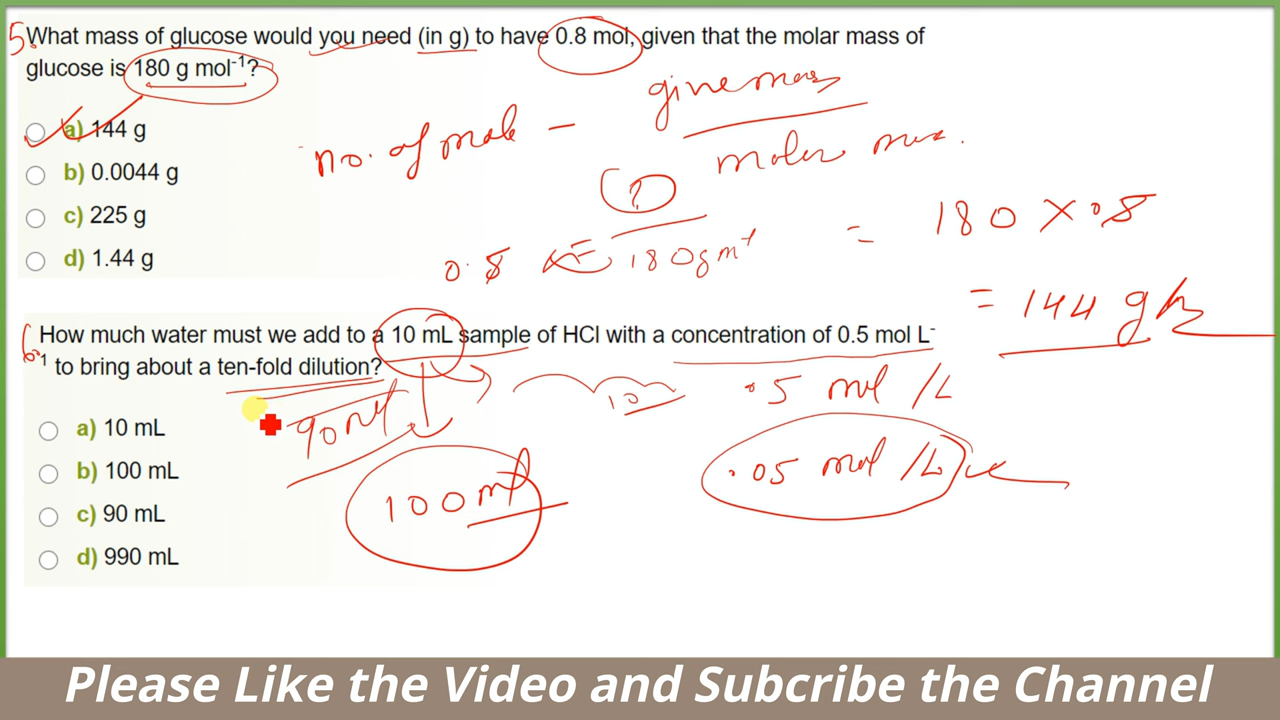 5. What mass of glucose would you need (in g) to have 0.8 mol, given that the molar mass of
glucose is 180 g mol-1?
a) 144 g
b) 0.0044 g
c) 225 g
d) 1.44 g
no. of mole =
given mass
molar mass.
?
0.8
180 g m-1
= 180 × .8
= 144 g
6. How much water must we add to a 10 mL sample of HCl with a concentration of 0.5 mol L-
1 to bring about a ten-fold dilution?
10
.5 mol /L
90 ml
.05 mol /L
100 ml
a) 10 mL
b) 100 mL
c) 90 mL
d) 990 mL
Please Like the Video and Subcribe the Channel